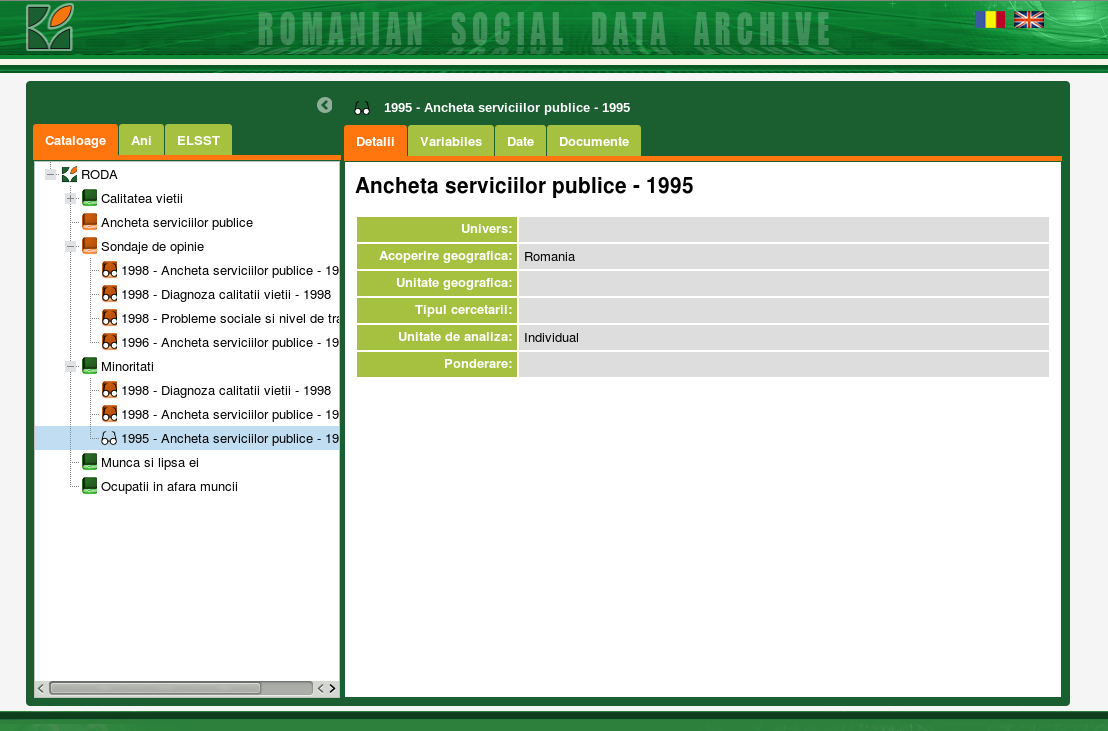 ROMANIAN SOCIAL DATA ARCHIVE
1995 - Ancheta serviciilor publice - 1995
Cataloage Ani ELSST
Detalii Variabiles Date Documente
RODA
Calitatea vietii
Ancheta serviciilor publice
Sondaje de opinie
1998 - Ancheta serviciilor publice - 19
1998 - Diagnoza calitatii vietii - 1998
1998 - Probleme sociale si nivel de tra
1996 - Ancheta serviciilor publice - 19
Minoritati
1998 - Diagnoza calitatii vietii - 1998
1998 - Ancheta serviciilor publice - 19
1995 - Ancheta serviciilor publice - 19
Munca si lipsa ei
Ocupatii in afara muncii
Ancheta serviciilor publice - 1995
Univers:
Acoperire geografica: Romania
Unitate geografica:
Tipul cercetarii:
Unitate de analiza: Individual
Ponderare: